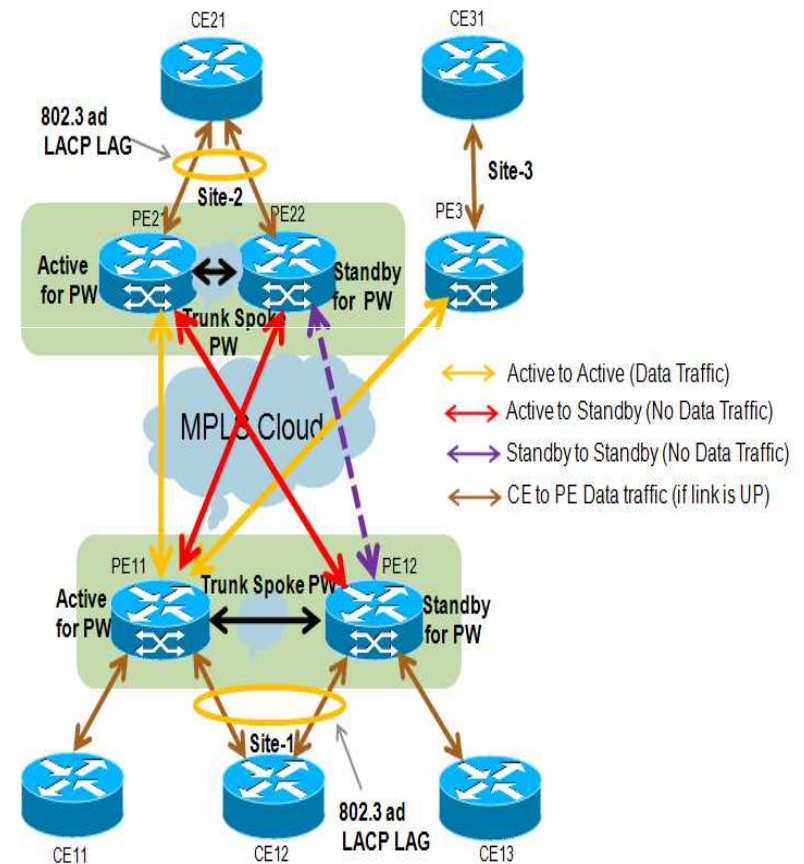 CE21
CE31
802.3 ad
LACP LAG
Site-2
Site-3
PE21
PE22
PE3
Active
for PW
Standby
for PW
Trunk Spoke
PW
MPLS Cloud
Active to Active (Data Traffic)
Active to Standby (No Data Traffic)
Standby to Standby (No Data Traffic)
CE to PE Data traffic (if link is UP)
PE11
PE12
Trunk Spoke PW
Active
for PW
Standby
for PW
Site-1
802.3 ad
LACP LAG
CE11
CE12
CE13